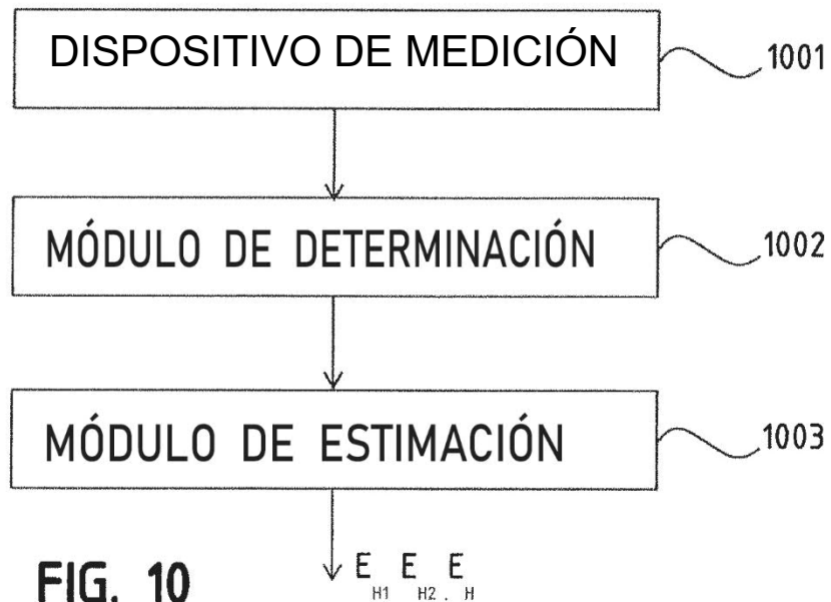 DISPOSITIVO DE MEDICIÓN
1001
MÓDULO DE DETERMINACIÓN
1002
MÓDULO DE ESTIMACIÓN
1003
E H1 E H2 . E H
FIG. 10